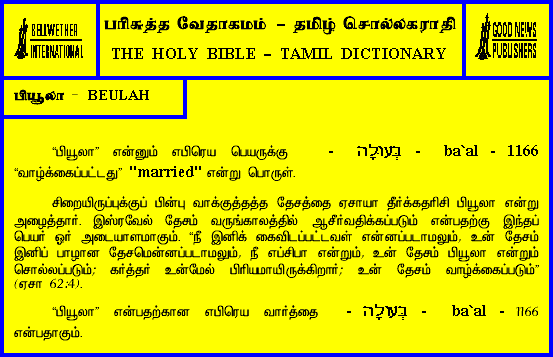 BELLWETHER
INTERNATIONAL
பரிசுத்த வேதாகமம் – தமிழ் சொல்லகராதி
THE HOLY BIBLE – TAMIL DICTIONARY
GOOD NEWS
PUBLISHERS
பியூலா - BEULAH
“பியூலா” என்னும் எபிரெய பெயருக்கு - בְּעוּלָה - ba`al - 1166
“வாழ்க்கைப்பட்டது” "married" என்று பொருள்.
சிறையிருப்புக்குப் பின்பு வாக்குத்தத்த தேசத்தை ஏசாயா தீர்க்கதரிசி பியூலா என்று
அழைத்தார். இஸ்ரவேல் தேசம் வருங்காலத்தில் ஆசீர்வதிக்கப்படும் என்பதற்கு இந்தப்
பெயர் ஓர் அடையாளமாகும். “நீ இனிக் கைவிடப்பட்டவள் என்னப்படாமலும், உன் தேசம்
இனிப் பாழான தேசமென்னப்படாமலும், நீ எப்சிபா என்றும், உன் தேசம் பியூலா என்றும்
சொல்லப்படும்; கர்த்தர் உன்மேல் பிரியமாயிருக்கிறார்; உன் தேசம் வாழ்க்கைப்படும்”
(ஏசா 62:4).
“பியூலா” என்பதற்கான எபிரெய வார்த்தை - בְּעוּלָה - ba`al - 1166
என்பதாகும்.